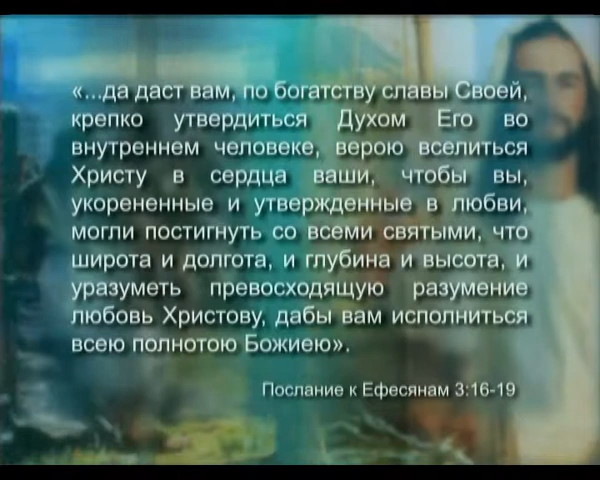 «...да даст вам, по богатству славы Своей,
крепко утвердиться Духом Его во
внутреннем человеке, верою вселиться
Христу в сердца ваши, чтобы вы,
укорененные и утвержденные в любви,
могли постигнуть со всеми святыми, что
широта и долгота, и глубина и высота, и
уразуметь превосходящую разумение
любовь Христову, дабы вам исполниться
всею полнотою Божиею».
Послание к Ефесянам 3:16-19